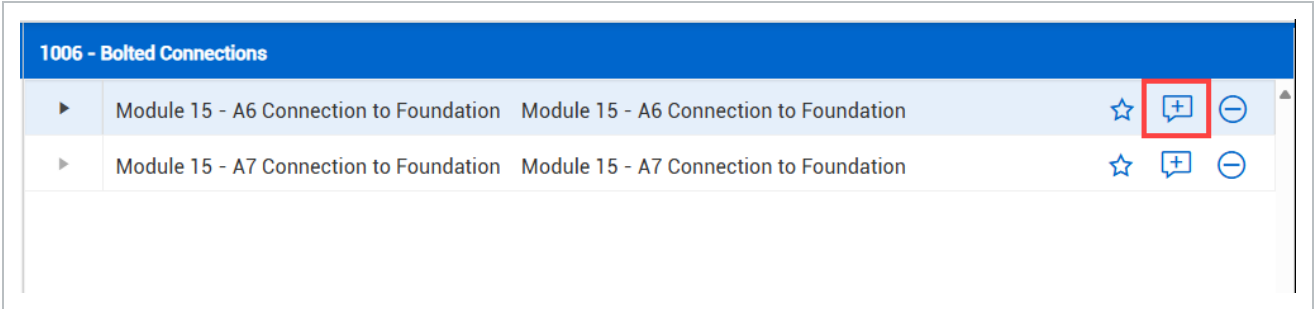 1006 - Bolted Connections
Module 15 - A6 Connection to Foundation Module 15 - A6 Connection to Foundation
Module 15 - A7 Connection to Foundation Module 15 - A7 Connection to Foundation